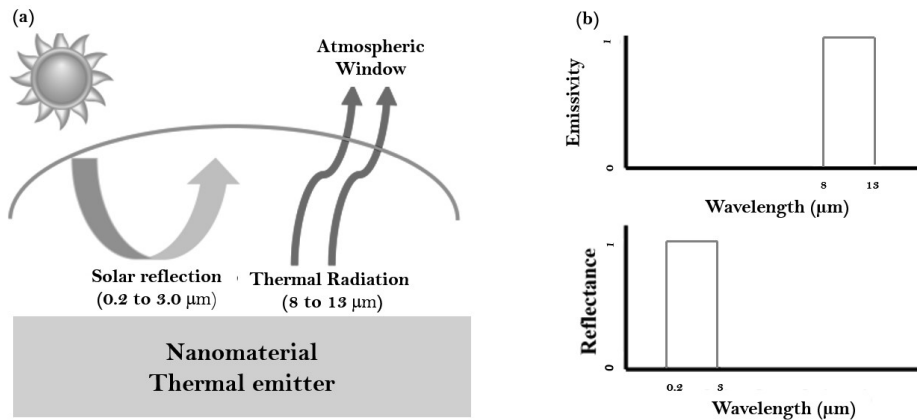 (a)
Atmospheric
Window
Solar reflection
(0.2 to 3.0 µm)
Thermal Radiation
(8 to 13 µm)
Nanomaterial
Thermal emitter
(b)
Emissivity
1
0
8 13
Wavelength (µm)
Reflectance
1
0
0.2 3
Wavelength (µm)